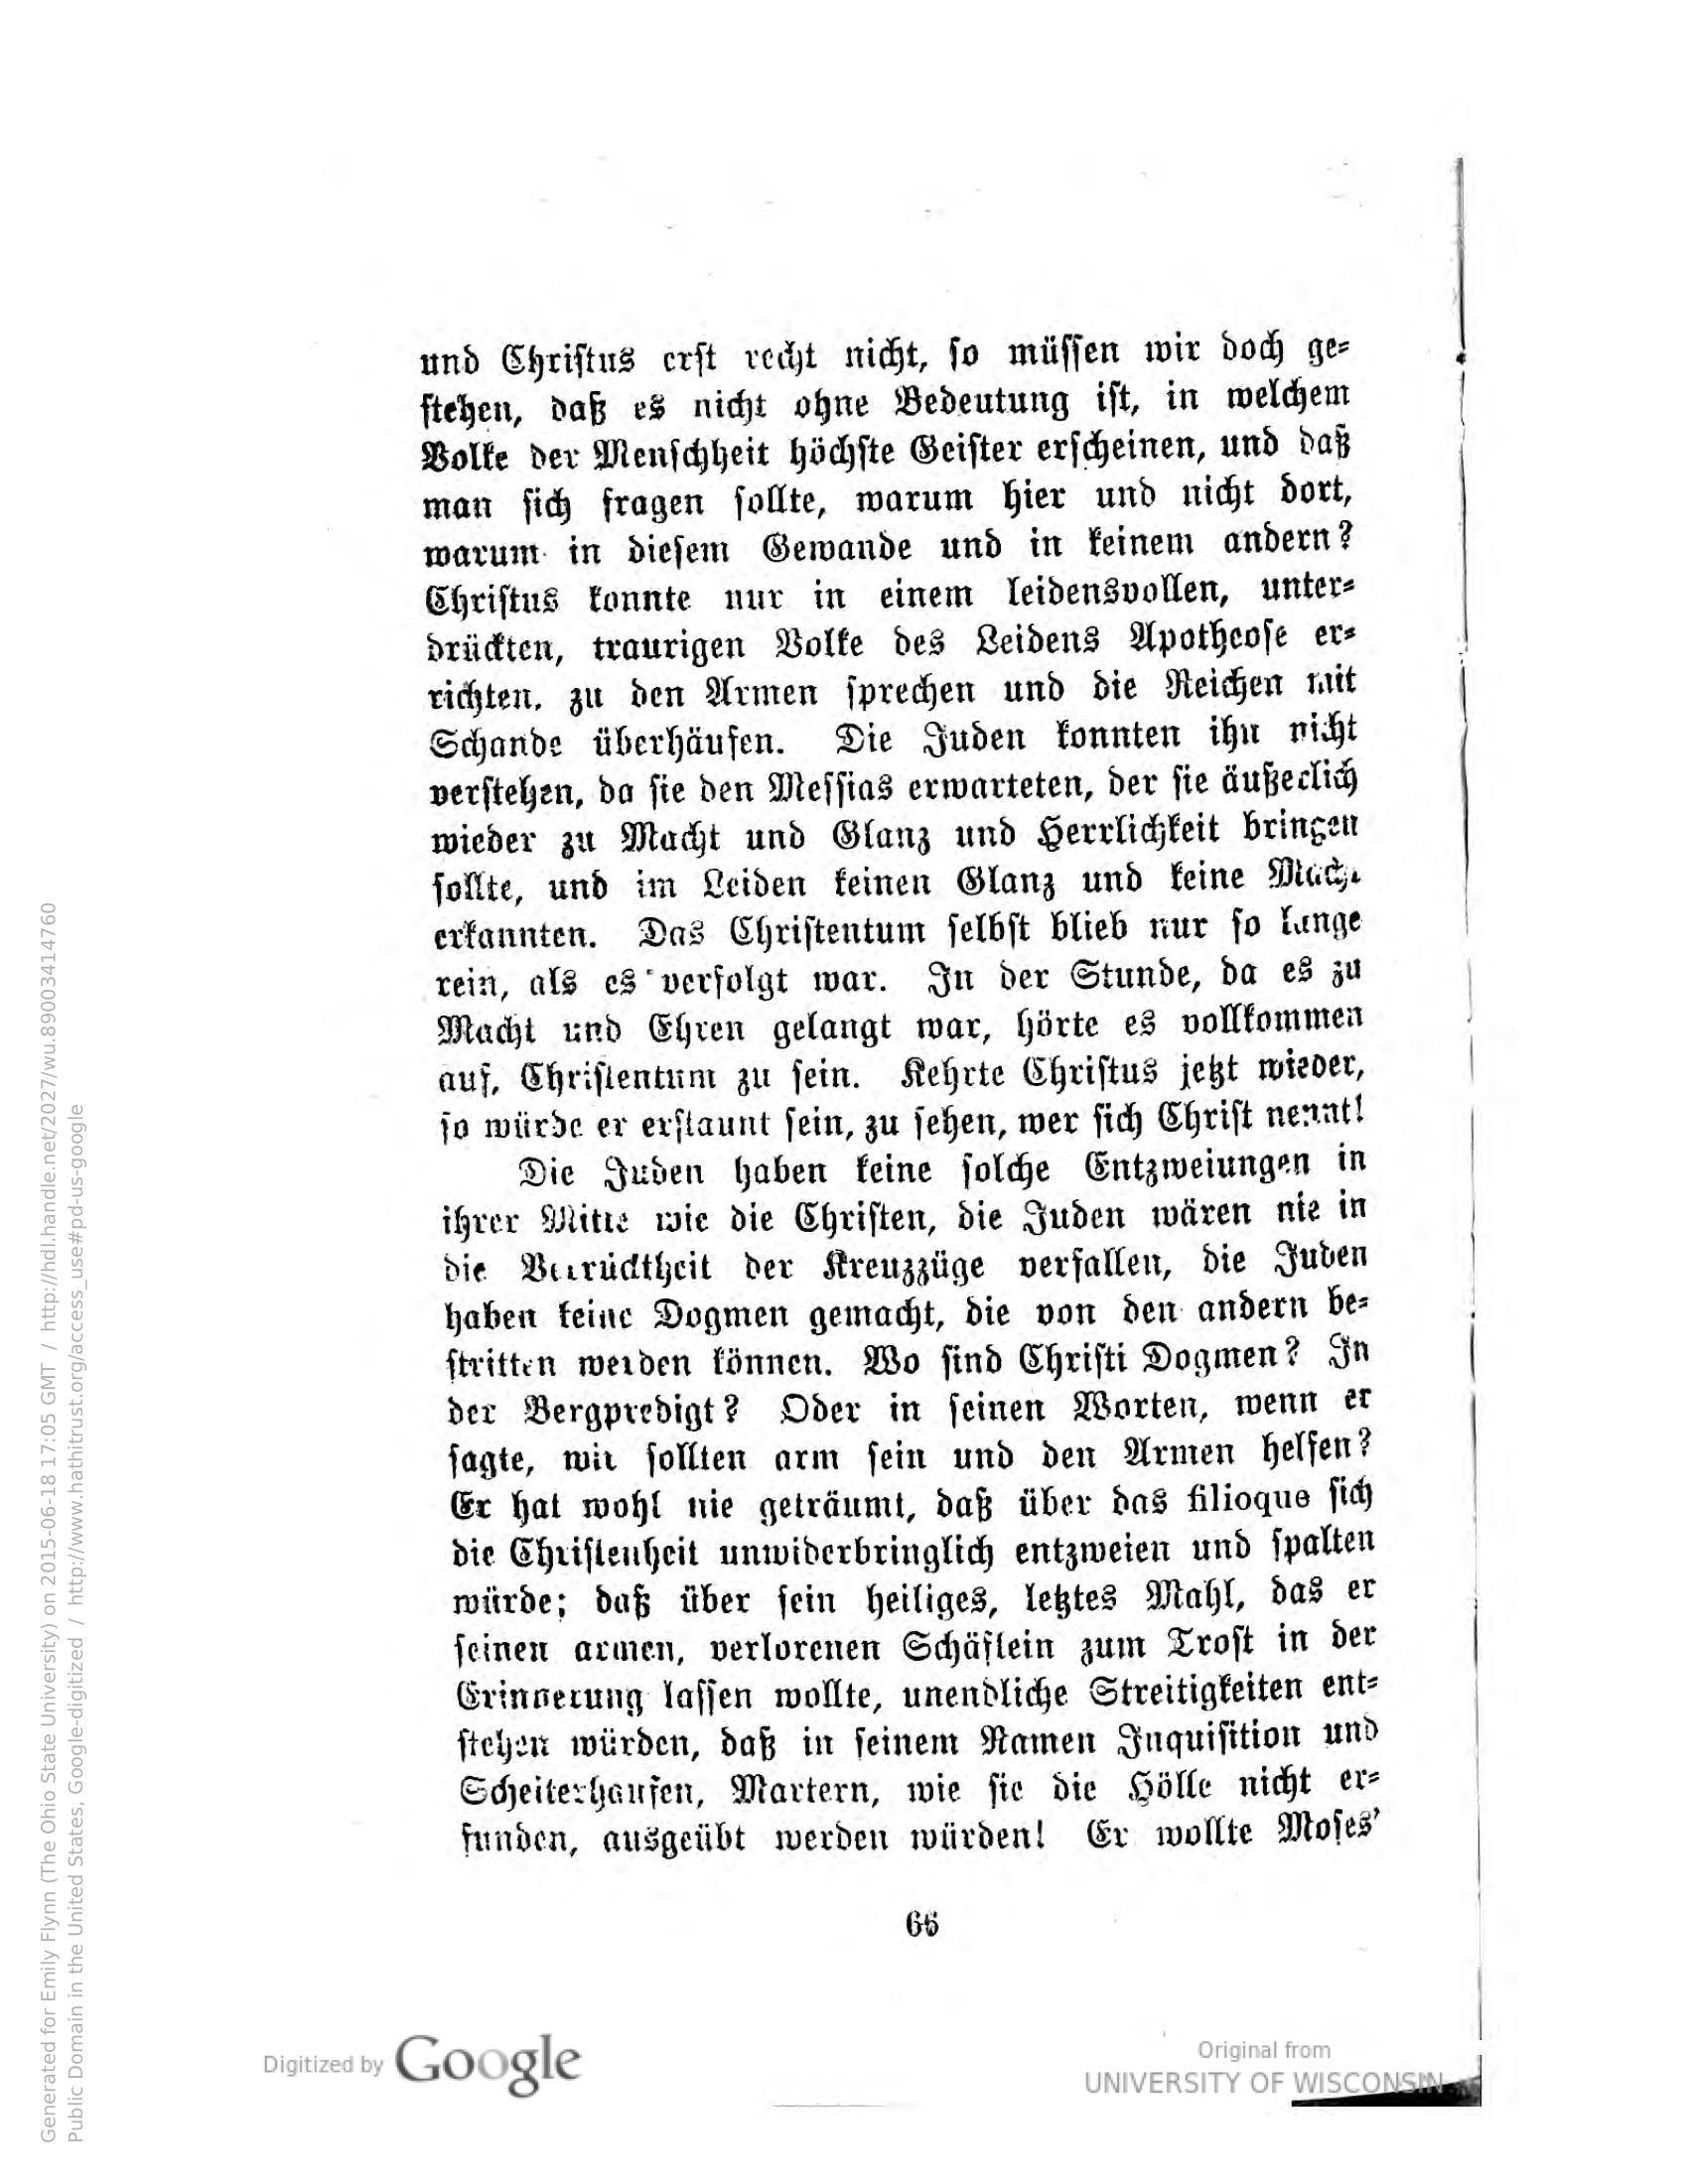 und Christus erst recht nicht, so müssen wir doch ge-
stehen, daß es nicht ohne Bedeutung ist, in welchem
Volke der Menschheit höchste Geister erscheinen, und daß
man sich fragen sollte, warum hier und nicht dort,
warum in diesem Gewande und in keinem andern?
Christus konnte nur in einem leidensvollen, unter-
drückten, traurigen Volke des Leidens Apotheose er-
richten, zu den Armen sprechen und die Reichen mit
Schande überhäufen. Die Juden konnten ihn nicht
verstehen, da sie den Messias erwarteten, der sie äußerlich
wieder zu Macht und Glanz und Herrlichkeit bringen
sollte, und im Leiden keinen Glanz und keine Macht
erkannten. Das Christentum selbst blieb nur so lange
rein, als es verfolgt war. In der Stunde, da es zu
Macht und Ehren gelangt war, hörte es vollkommen
auf, Christentum zu sein. Kehrte Christus jetzt wieder,
so würde er erstaunt sein, zu sehen, wer sich Christ nennt!
Die Juden haben keine solche Entzweiungen in
ihrer Mitte wie die Christen, die Juden wären nie in
die Verrücktheit der Kreuzzüge verfallen, die Juden
haben keine Dogmen gemacht, die von den andern be-
stritten werden können. Wo sind Christi Dogmen? In
der Bergpredigt? Oder in seinen Worten, wenn er
sagte, wir sollten arm sein und den Armen helfen?
Er hat wohl nie geträumt, daß über das filioque sich
die Christenheit unwiderbringlich entzweien und spalten
würde; daß über sein heiliges, letztes Mahl, das er
seinen armen, verlorenen Schäflein zum Trost in der
Erinnerung lassen wollte, unendliche Streitigkeiten ent-
stehen würden, daß in seinem Namen Inquisition und
Scheiterhaufen, Martern, wie sie die Hölle nicht er-
funden, ausgeübt werden würden! Er wollte Moses'
66
Digitized by Google
Original from
UNIVERSITY OF WISCONSIN
Generated for Emily Flynn (The Ohio State University) on 2015-06-18 17:05 GMT / http://hdl.handle.net/2027/wu.89003414760
Public Domain in the United States, Google-digitized / http://www.hathitrust.org/access_use#pd-us-google